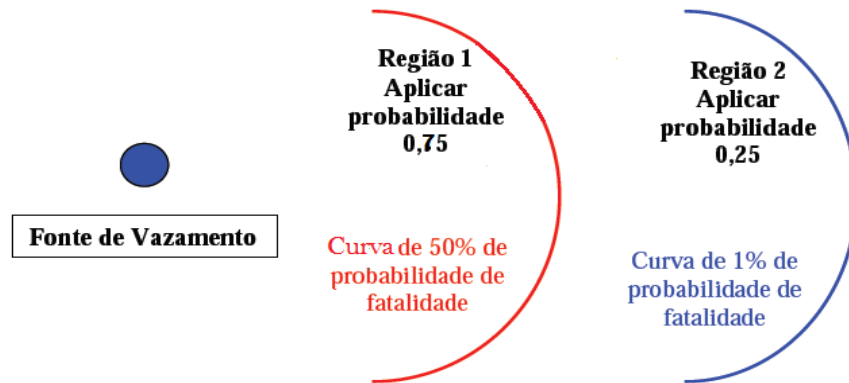 Região 1
Aplicar
probabilidade
0,75
Região 2
Aplicar
probabilidade
0,25
Fonte de Vazamento
Curva de 50% de
probabilidade de
fatalidade
Curva de 1% de
probabilidade de
fatalidade